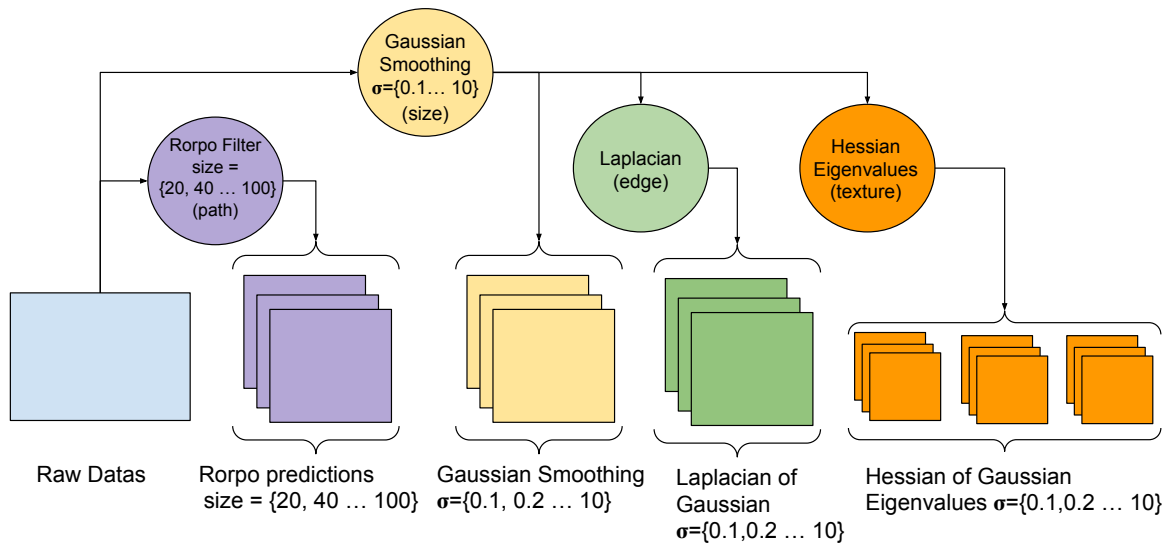 Gaussian
Smoothing
σ={0.1... 10}
(size)
Rorpo Filter
size =
{20, 40 ... 100}
(path)
Laplacian
(edge)
Hessian
Eigenvalues
(texture)
Raw Datas
Rorpo predictions
size = {20, 40 ... 100}
Gaussian Smoothing
σ={0.1, 0.2 ... 10}
Laplacian of
Gaussian
σ={0.1,0.2 ... 10}
Hessian of Gaussian
Eigenvalues σ={0.1,0.2 ... 10}